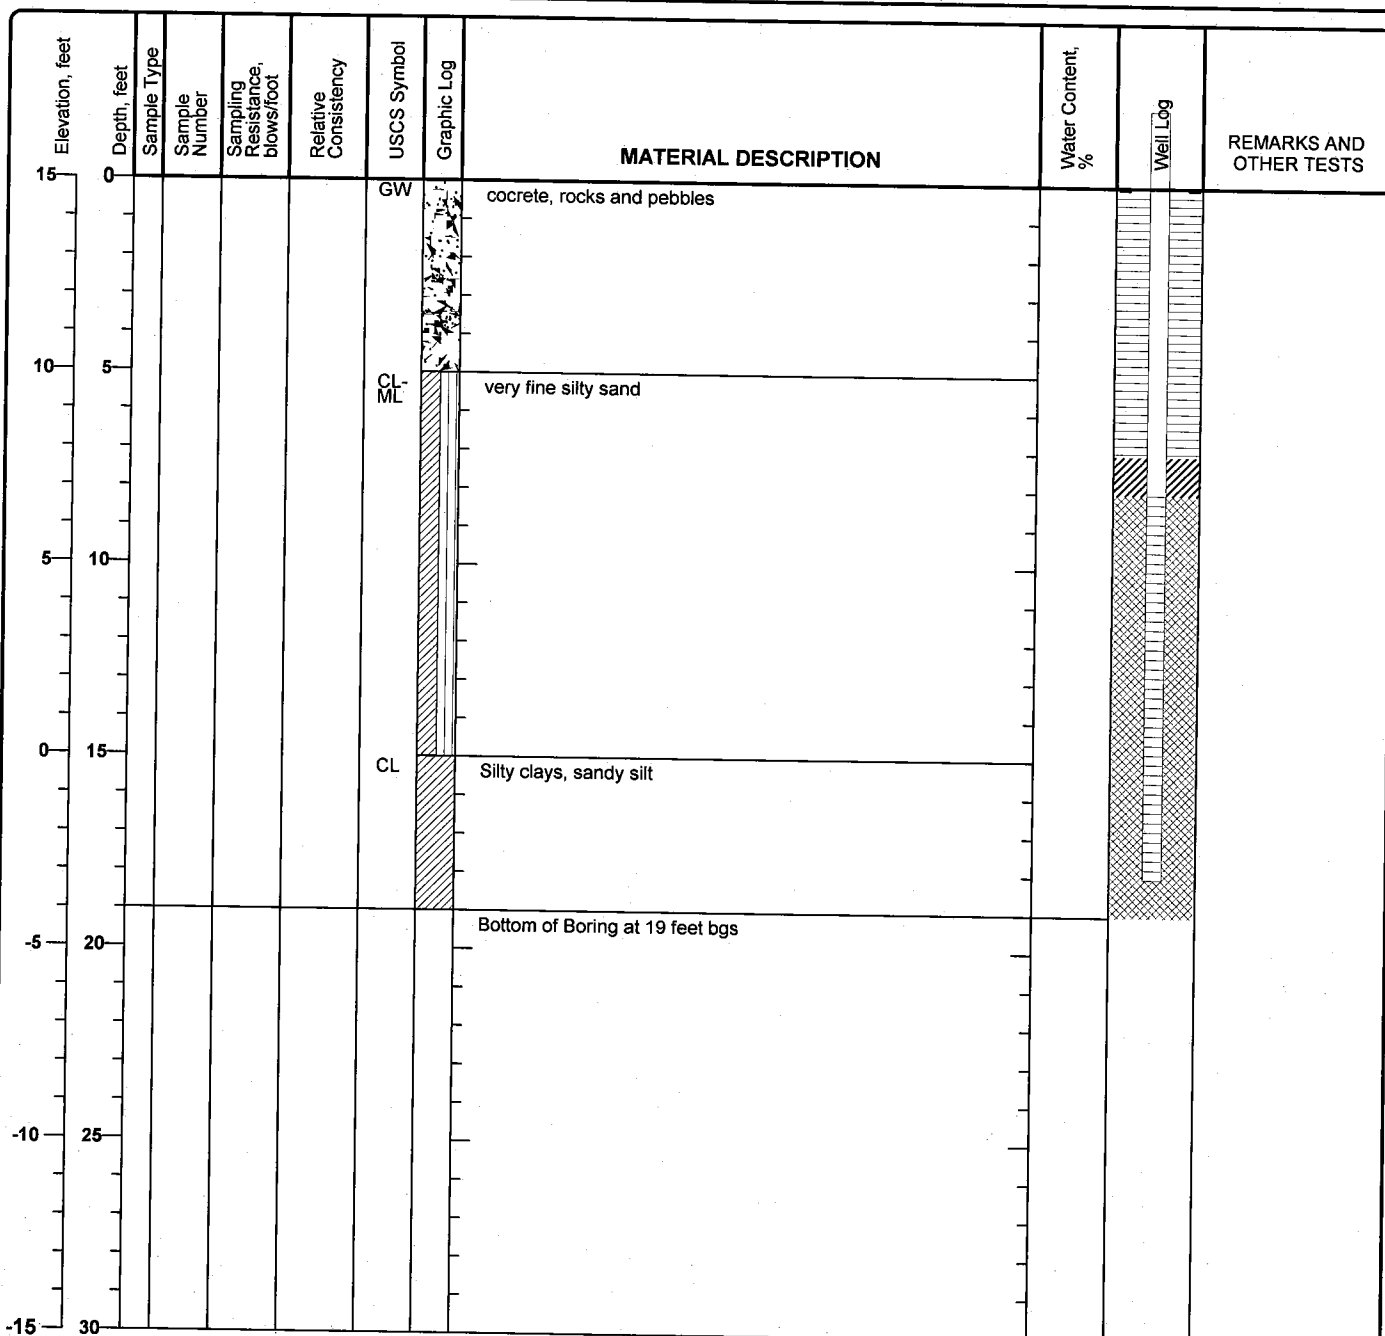 Elevation, feet
Depth, feet
Sample Type
Sample
Number
Sampling
Resistance,
blows/foot
Relative
Consistency
USCS Symbol
Graphic Log
MATERIAL DESCRIPTION
Water Content,
%
Well Log
REMARKS AND
OTHER TESTS
15 0
GW cocrete, rocks and pebbles
10 5
CL-
ML
very fine silty sand
5 10
0 15
CL Silty clays, sandy silt
Bottom of Boring at 19 feet bgs
-5 20
-10 25
-15 30